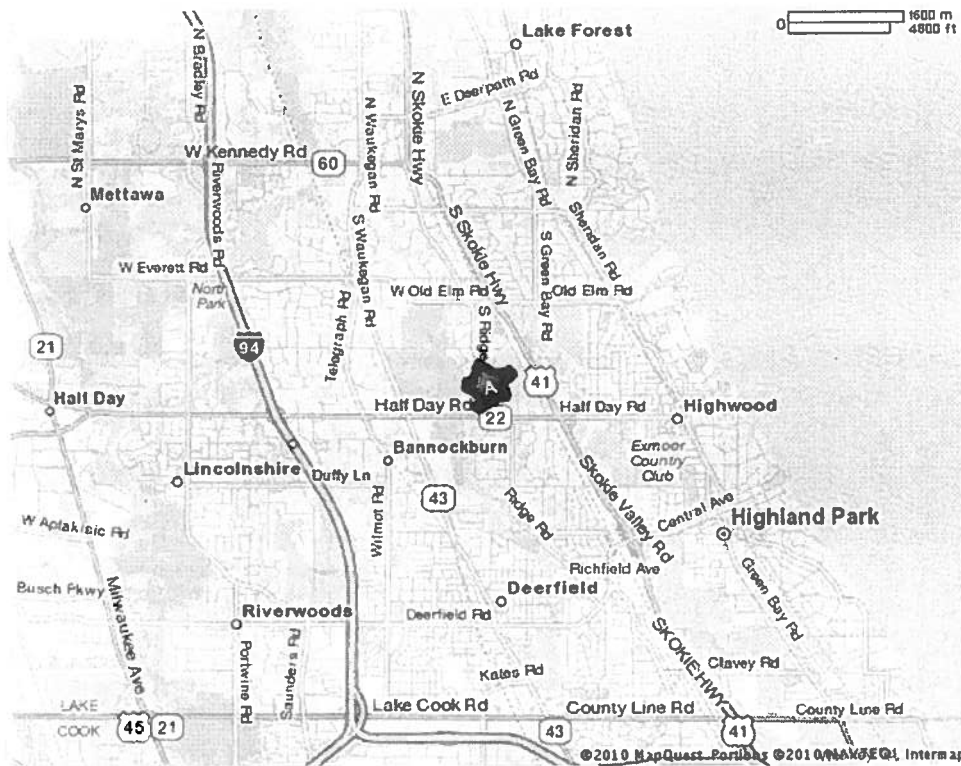 1600 m
0
4800 ft
Lake Forest
N Bradley Rd
E Deerpath Rd
N St Marys Rd
N Waukegan Rd
N Skokie Hwy
N Green Bay Rd
N Sheridan Rd
W Kennedy Rd
60
Riverwoods Rd
Mettawa
S Waukegan Rd
S Skokie Hwy
S Green Bay Rd
Sheridan Rd
W Everett Rd
North
Park
W Old Elm Rd
Old Elm Rd
Telegraph Rd
S Ridge
21
94
A
41
Half Day
Half Day Rd
22
Half Day Rd
Highwood
Bannockburn
Exmoor
Country
Club
Lincolnshire
Duffy Ln
43
Wilmot Rd
Ridge Rd
Skokie Valley Rd
Central Ave
Highland Park
W Aptakisic Rd
Richfield Ave
Green Bay Rd
Busch Pkwy
Milwaukee Ave
Deerfield
Riverwoods
Deerfield Rd
Portwine Rd
Saunders Rd
Kates Rd
SKOKIE HWY
Clavey Rd
LAKE
COOK
45
21
Lake Cook Rd
County Line Rd
County Line Rd
43
41
©2010 MapQuest Portions ©2010 NAVTEQ, Intermap